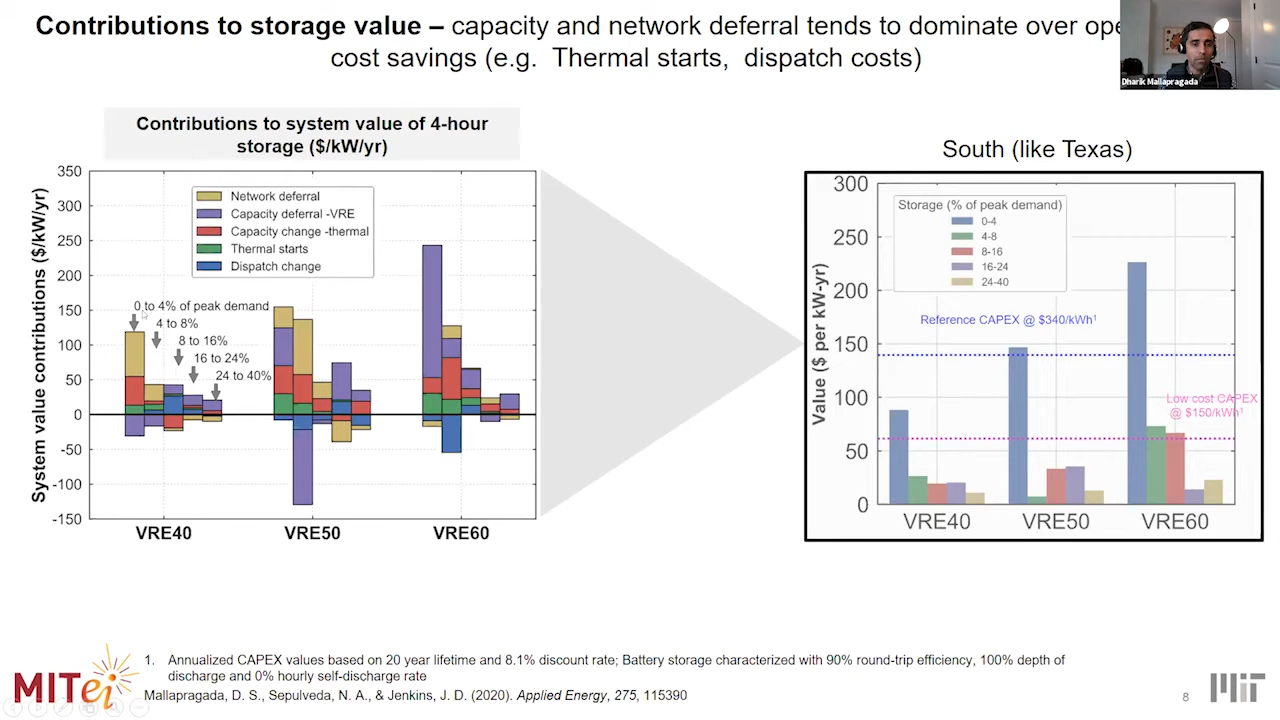 Contributions to storage value – capacity and network deferral tends to dominate over ope
cost savings (e.g. Thermal starts, dispatch costs)
Dharik Mallapragada
Contributions to system value of 4-hour
storage ($/kW/yr)
System value contributions ($/kW/yr)
350
300
250
200
150
100
50
0
-50
-100
-150
Network deferral
Capacity deferral -VRE
Capacity change -thermal
Thermal starts
Dispatch change
0 to 4% of peak demand
4 to 8%
8 to 16%
16 to 24%
24 to 40%
VRE40
VRE50
VRE60
South (like Texas)
Value ($ per kW-yr)
300
250
200
150
100
50
0
Storage (% of peak demand)
0-4
4-8
8-16
16-24
24-40
Reference CAPEX @ $340/kWh1
Low cost CAPEX
@ $150/kWh1
VRE40
VRE50
VRE60
1. Annualized CAPEX values based on 20 year lifetime and 8.1% discount rate; Battery storage characterized with 90% round-trip efficiency, 100% depth of
discharge and 0% hourly self-discharge rate
Mallapragada, D. S., Sepulveda, N. A., & Jenkins, J. D. (2020). Applied Energy, 275, 115390
MITei
8
MIT